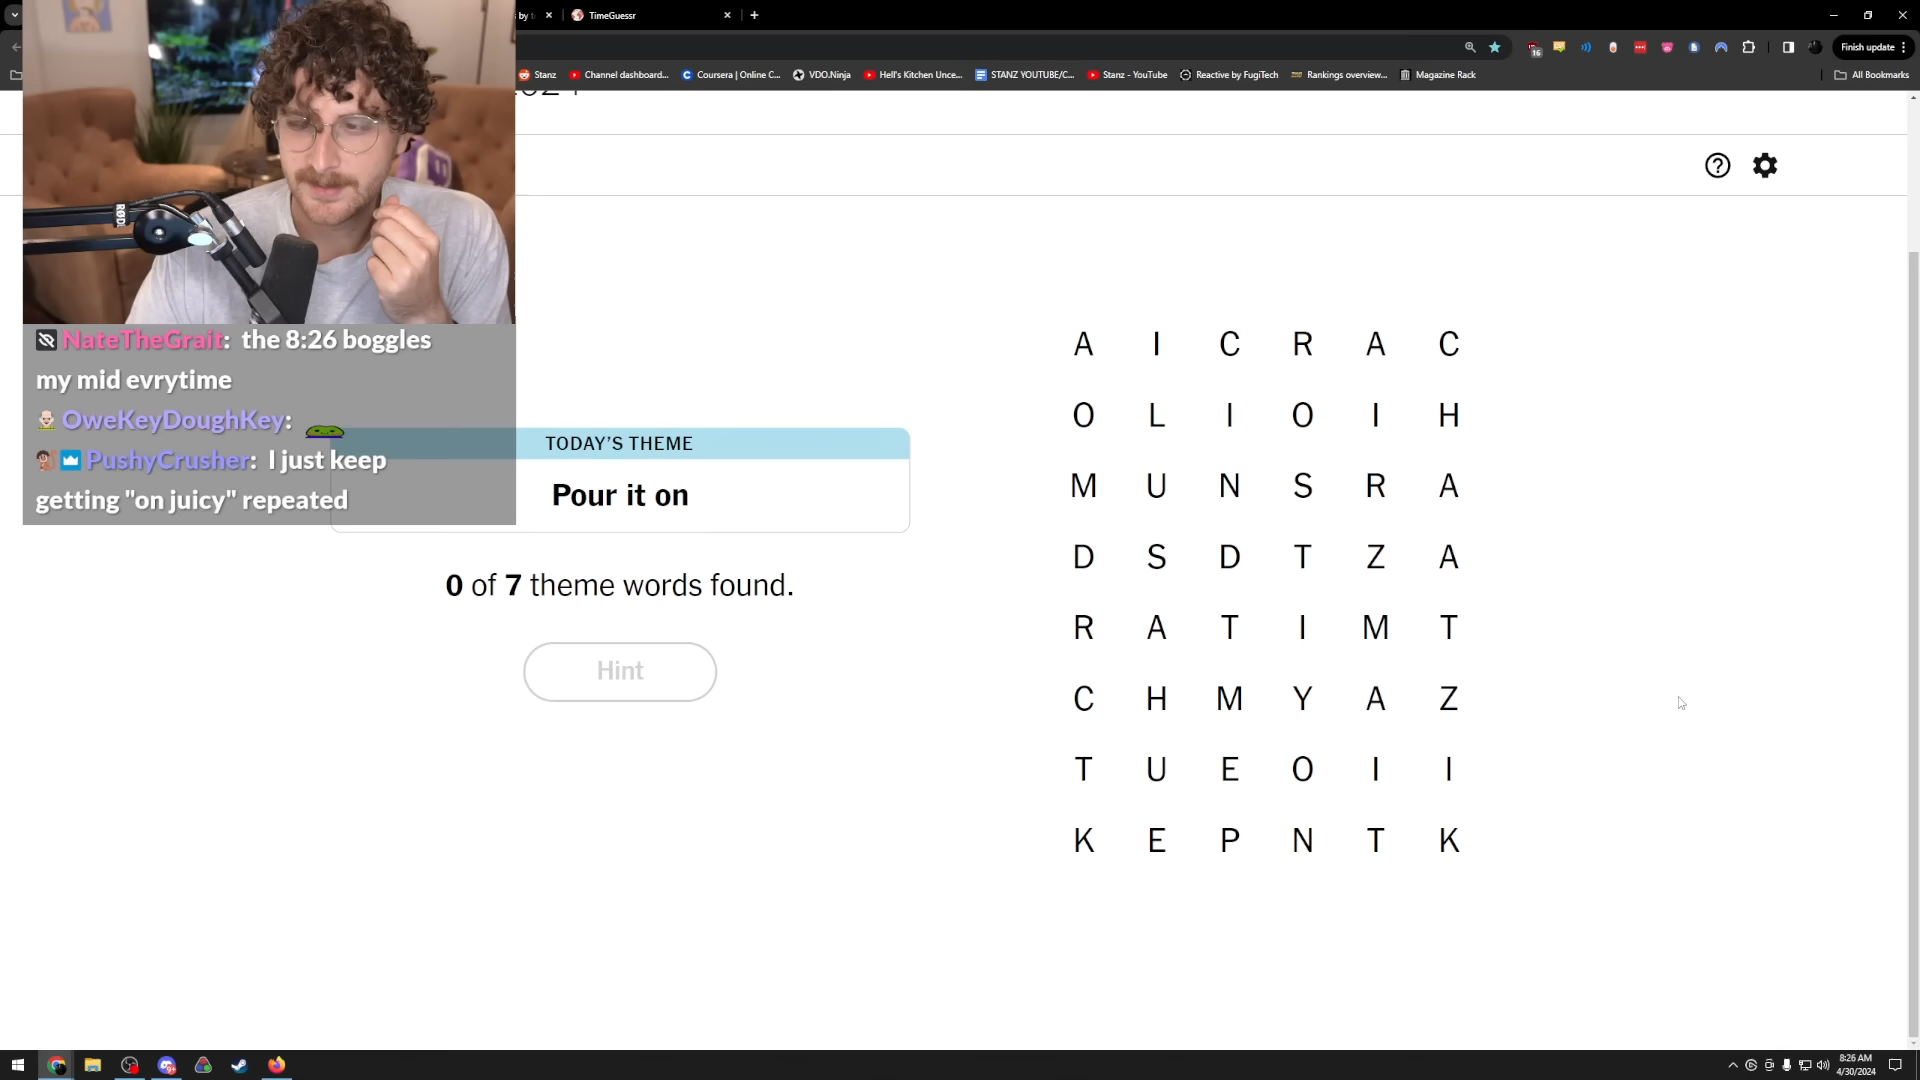 by t
TimeGuessr
16
Finish update
Stanz
Channel dashboard...
Coursera | Online C...
VDO.Ninja
Hell's Kitchen Unce...
STANZ YOUTUBE/C...
Stanz - YouTube
Reactive by FugiTech
Rankings overview...
Magazine Rack
All Bookmarks
RØDE
NateTheGrait: the 8:26 boggles
my mid evrytime
OweKeyDoughKey:
PushyCrusher: I just keep
getting "on juicy" repeated
TODAY'S THEME
Pour it on
0 of 7 theme words found.
Hint
A I C R A C
O L I O I H
M U N S R A
D S D T Z A
R A T I M T
C H M Y A Z
T U E O I I
K E P N T K
8:26 AM
4/30/2024